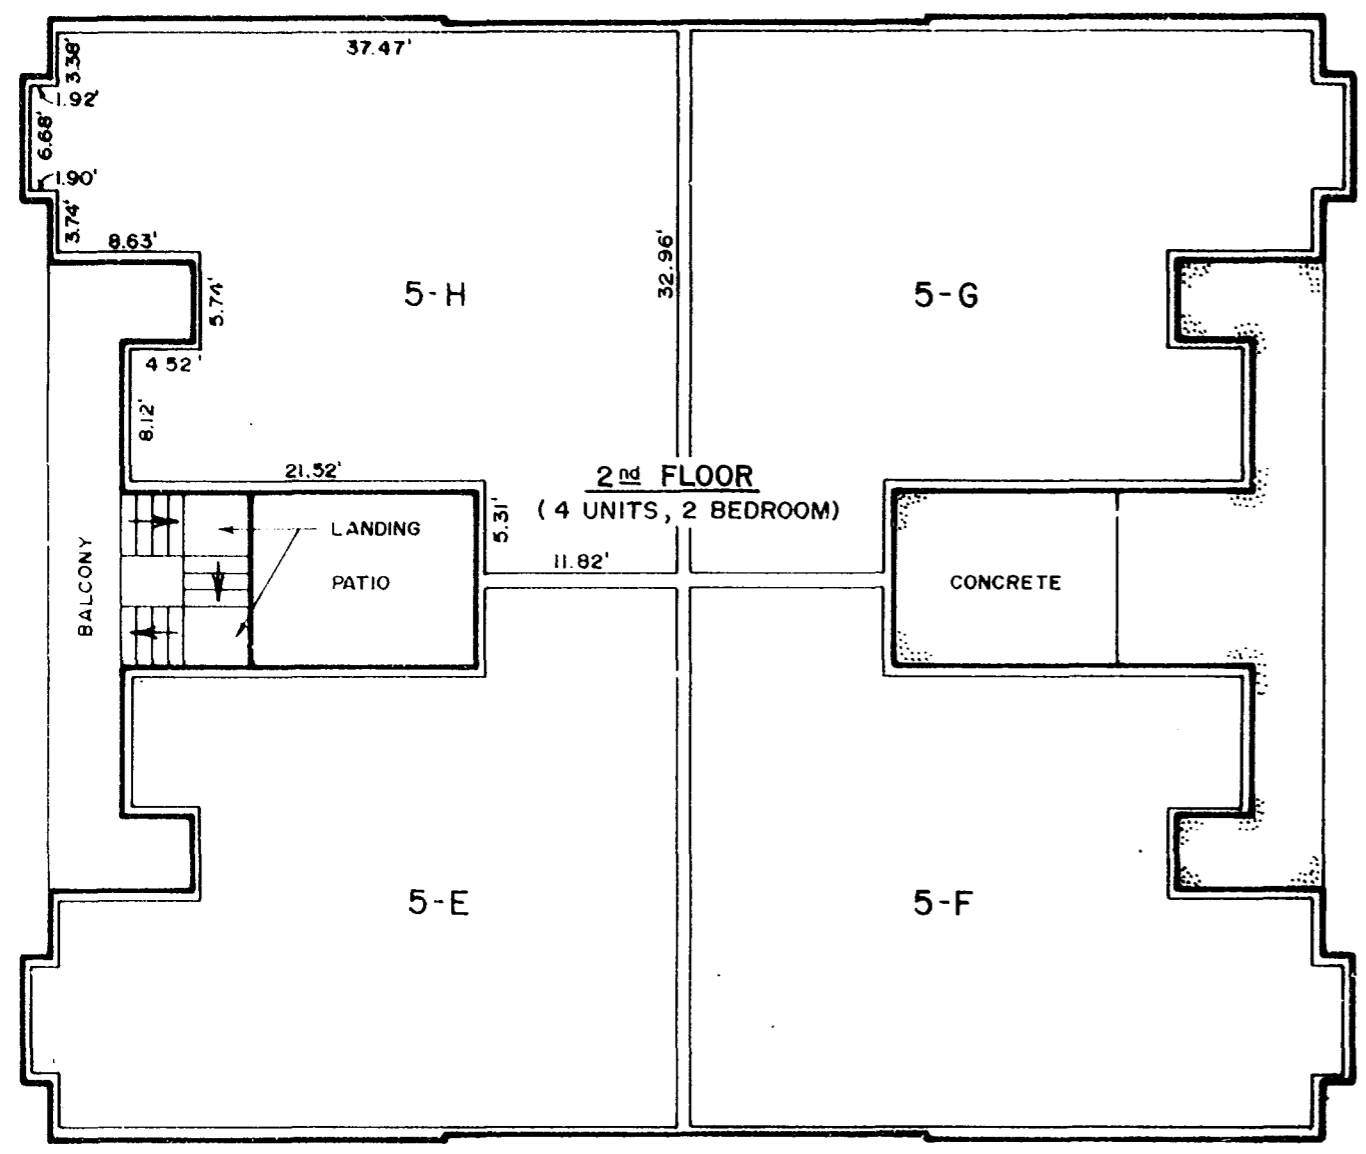 37.47'
3.38'
1.92'
6.68'
1.90'
3.74'
8.63'
5.74'
32.96'
5-H
5-G
4 52'
8.12'
21.52'
2nd FLOOR
(4 UNITS, 2 BEDROOM)
5.31'
LANDING
11.82'
BALCONY
PATIO
CONCRETE
5-E
5-F